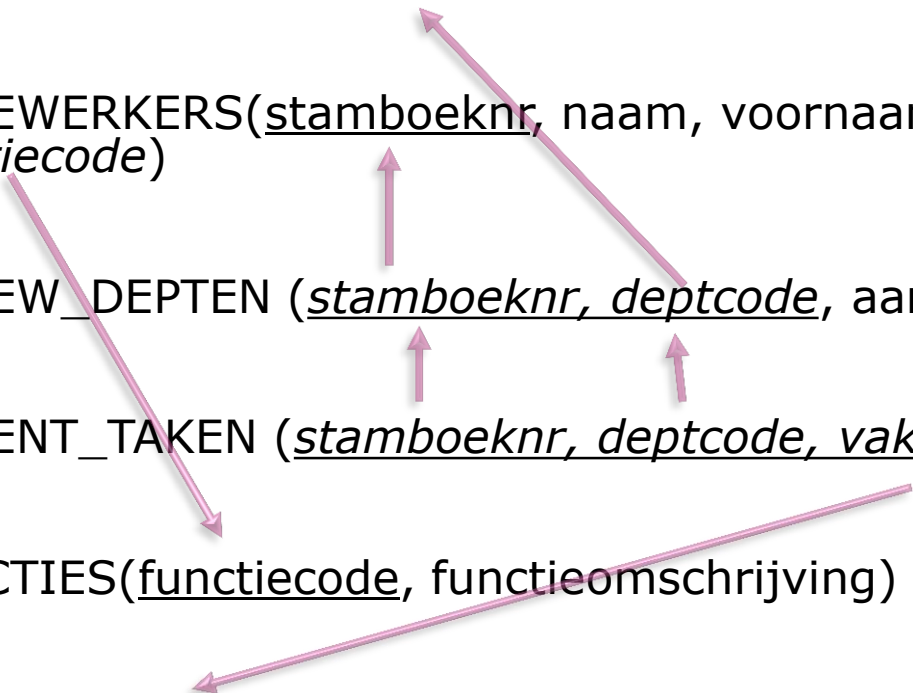 EWERKERS(stamboeknr, naam, voornaam
iecode)
EW_DEPTEN (stamboeknr, deptcode, aan
ENT_TAKEN (stamboeknr, deptcode, vak
CTIES(functiecode, functieomschrijving)